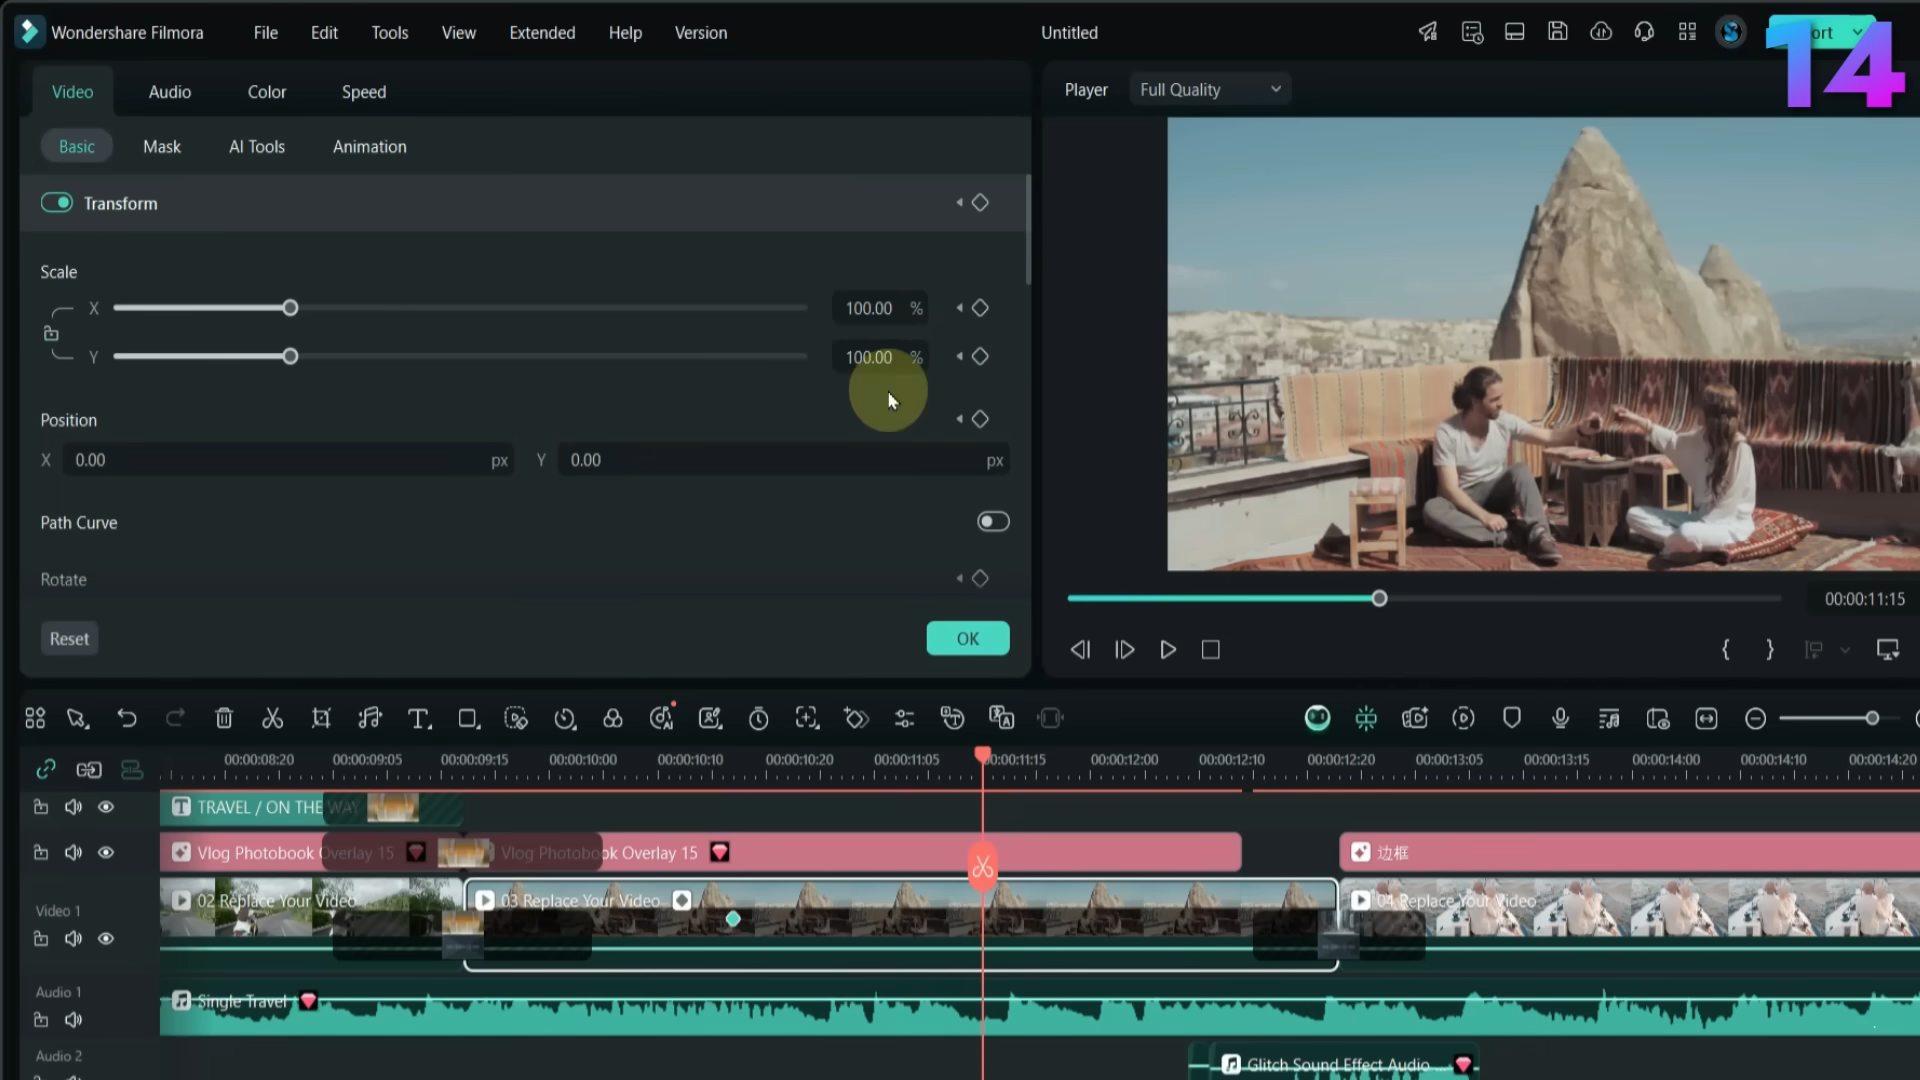 Wondershare Filmora File Edit Tools View Extended Help Version Untitled
14
Video Audio Color Speed
Player Full Quality
Basic Mask AI Tools Animation
Transform
Scale
X 100.00 %
Y 100.00 %
Position
X 0.00 px Y 0.00 px
Path Curve
Rotate
00:00:11:15
Reset OK
00:00:08:20 00:00:09:05 00:00:09:15 00:00:10:00 00:00:10:10 00:00:10:20 00:00:11:05 00:00:11:15 00:00:12:00 00:00:12:10 00:00:12:20 00:00:13:05 00:00:13:15 00:00:14:00 00:00:14:10 00:00:14:20
TRAVEL / ON THE WAY
Vlog Photobook Overlay 15 Vlog Photobook Overlay 15 边框
Video 1 02 Replace Your Video 03 Replace Your Video 04 Replace Your Video
Audio 1 Single Travel
Audio 2 Glitch Sound Effect Audio ...